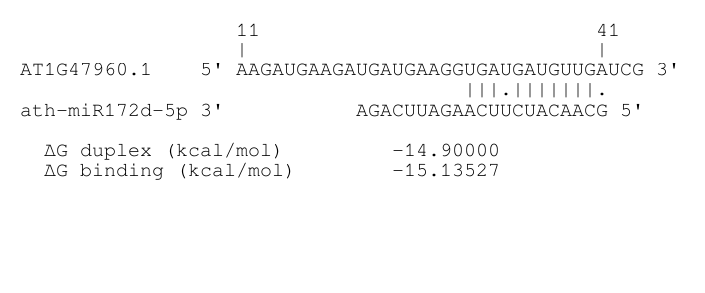 11 41
| |
AT1G47960.1 5' AAGAUGAAGAUGAUGAAGGUGAUGAUGUUGAUCG 3'
|||.|||||||.
ath-miR172d-5p 3' AGACUUAGAACUUCUACAACG 5'
ΔG duplex (kcal/mol) -14.90000
ΔG binding (kcal/mol) -15.13527